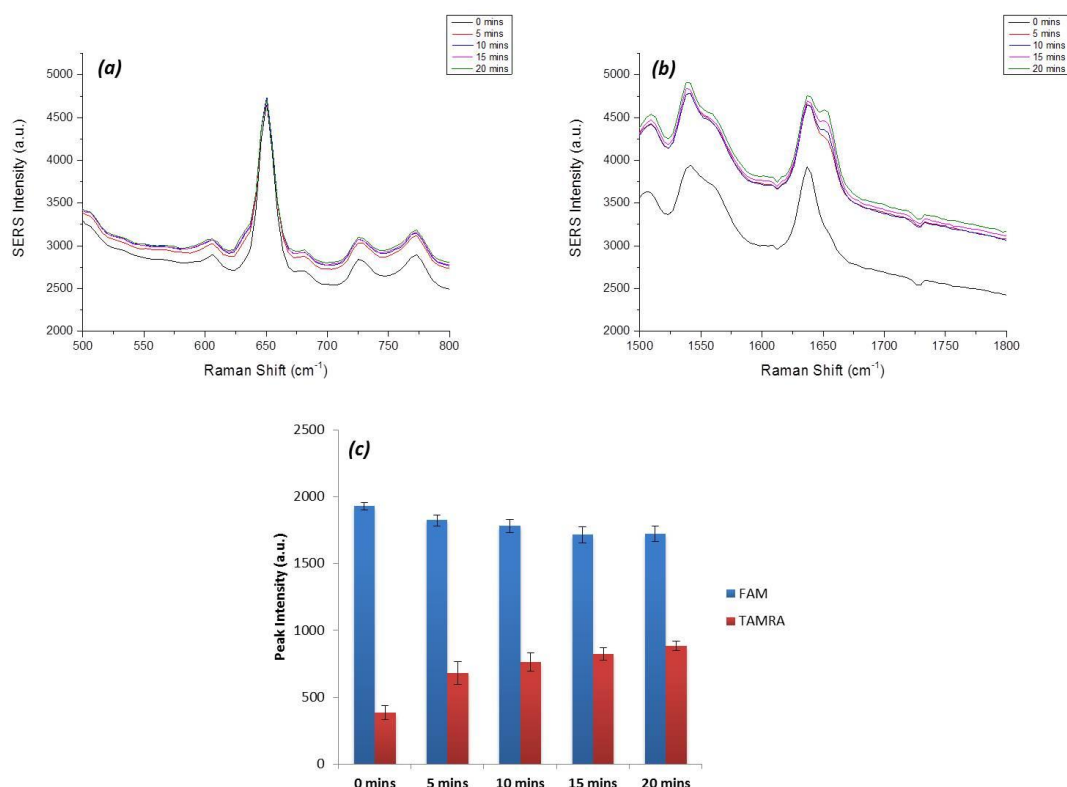 0 mins
5 mins
10 mins
15 mins
20 mins
(a)
5000
4500
4000
3500
3000
2500
2000
SERS Intensity (a.u.)
500 550 600 650 700 750 800
Raman Shift (cm⁻¹)
0 mins
5 mins
10 mins
15 mins
20 mins
(b)
5000
4500
4000
3500
3000
2500
2000
SERS Intensity (a.u.)
1500 1550 1600 1650 1700 1750 1800
Raman Shift (cm⁻¹)
(c)
2500
2000
1500
1000
500
0
Peak Intensity (a.u.)
FAM
TAMRA
0 mins 5 mins 10 mins 15 mins 20 mins